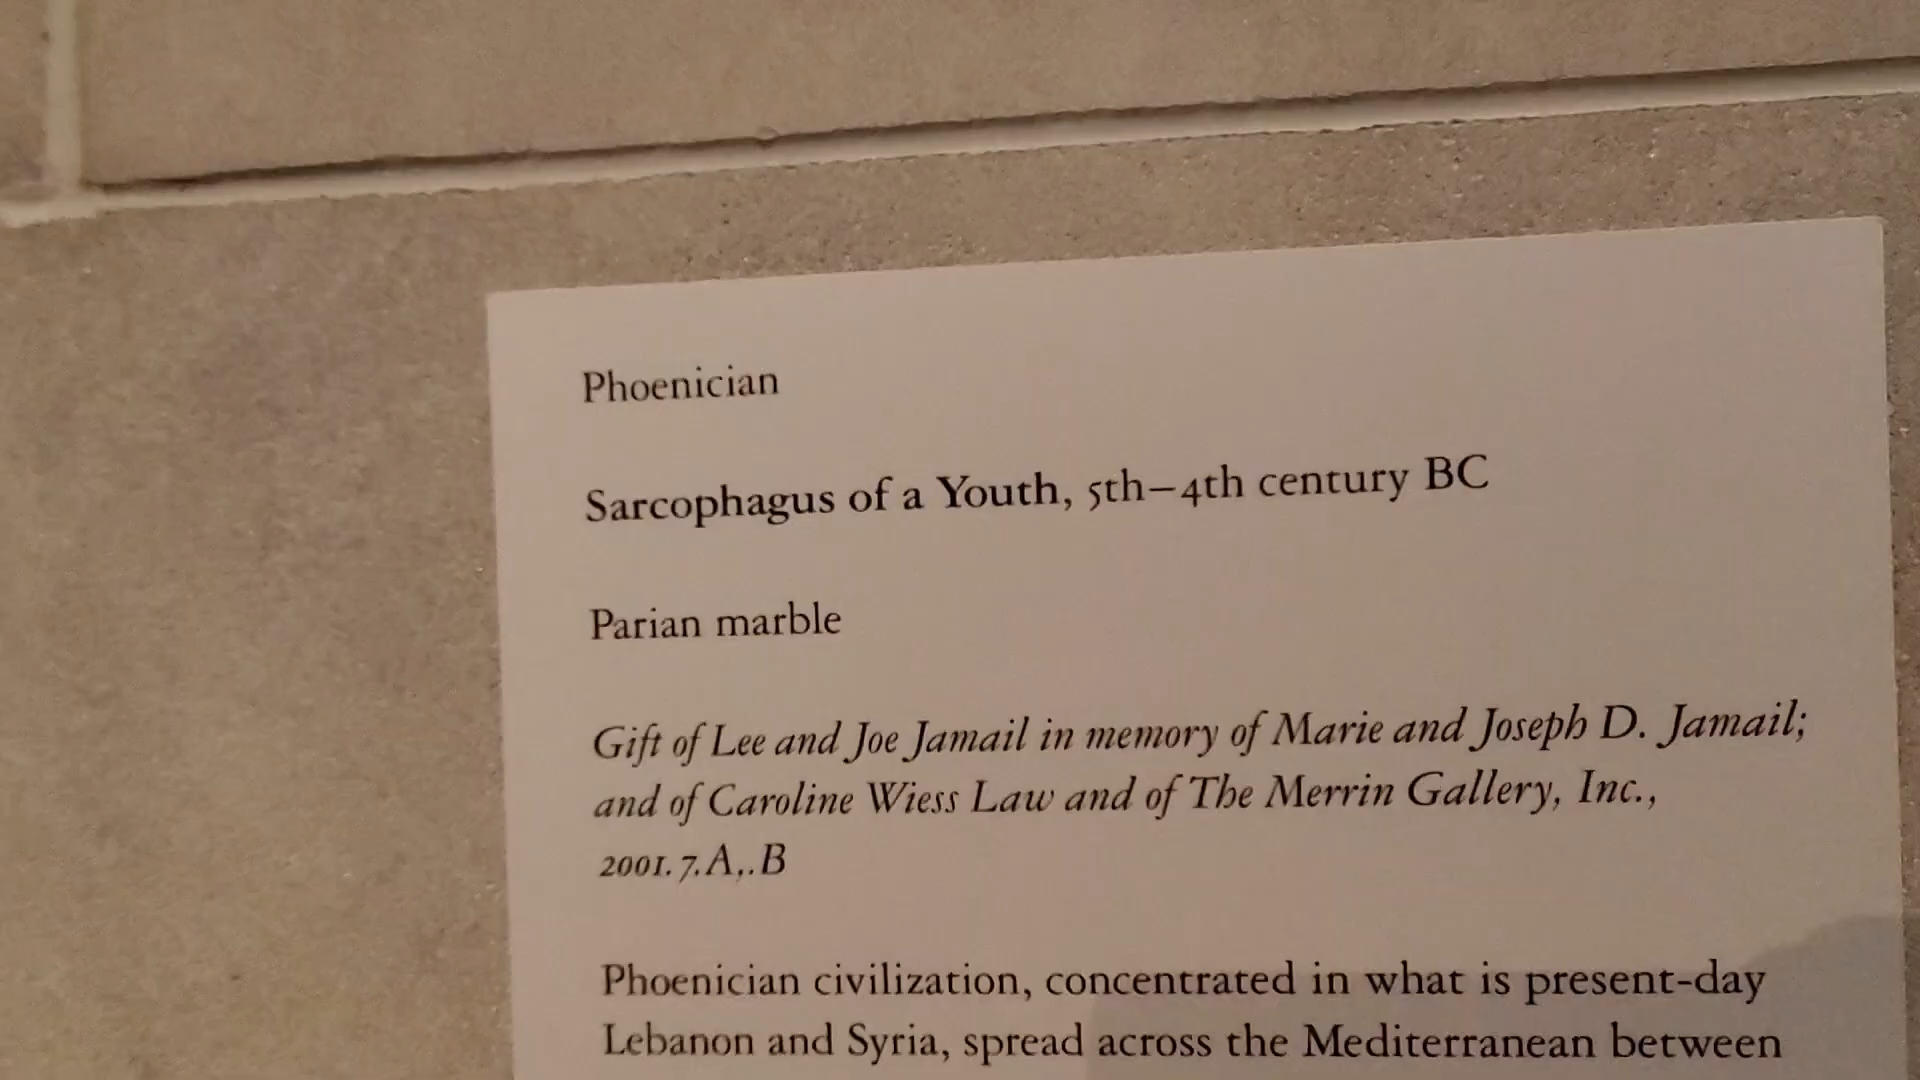 Phoenician
Sarcophagus of a Youth, 5th–4th century BC
Parian marble
Gift of Lee and Joe Jamail in memory of Marie and Joseph D. Jamail;
and of Caroline Wiess Law and of The Merrin Gallery, Inc.,
2001.7.A,.B
Phoenician civilization, concentrated in what is present-day
Lebanon and Syria, spread across the Mediterranean between